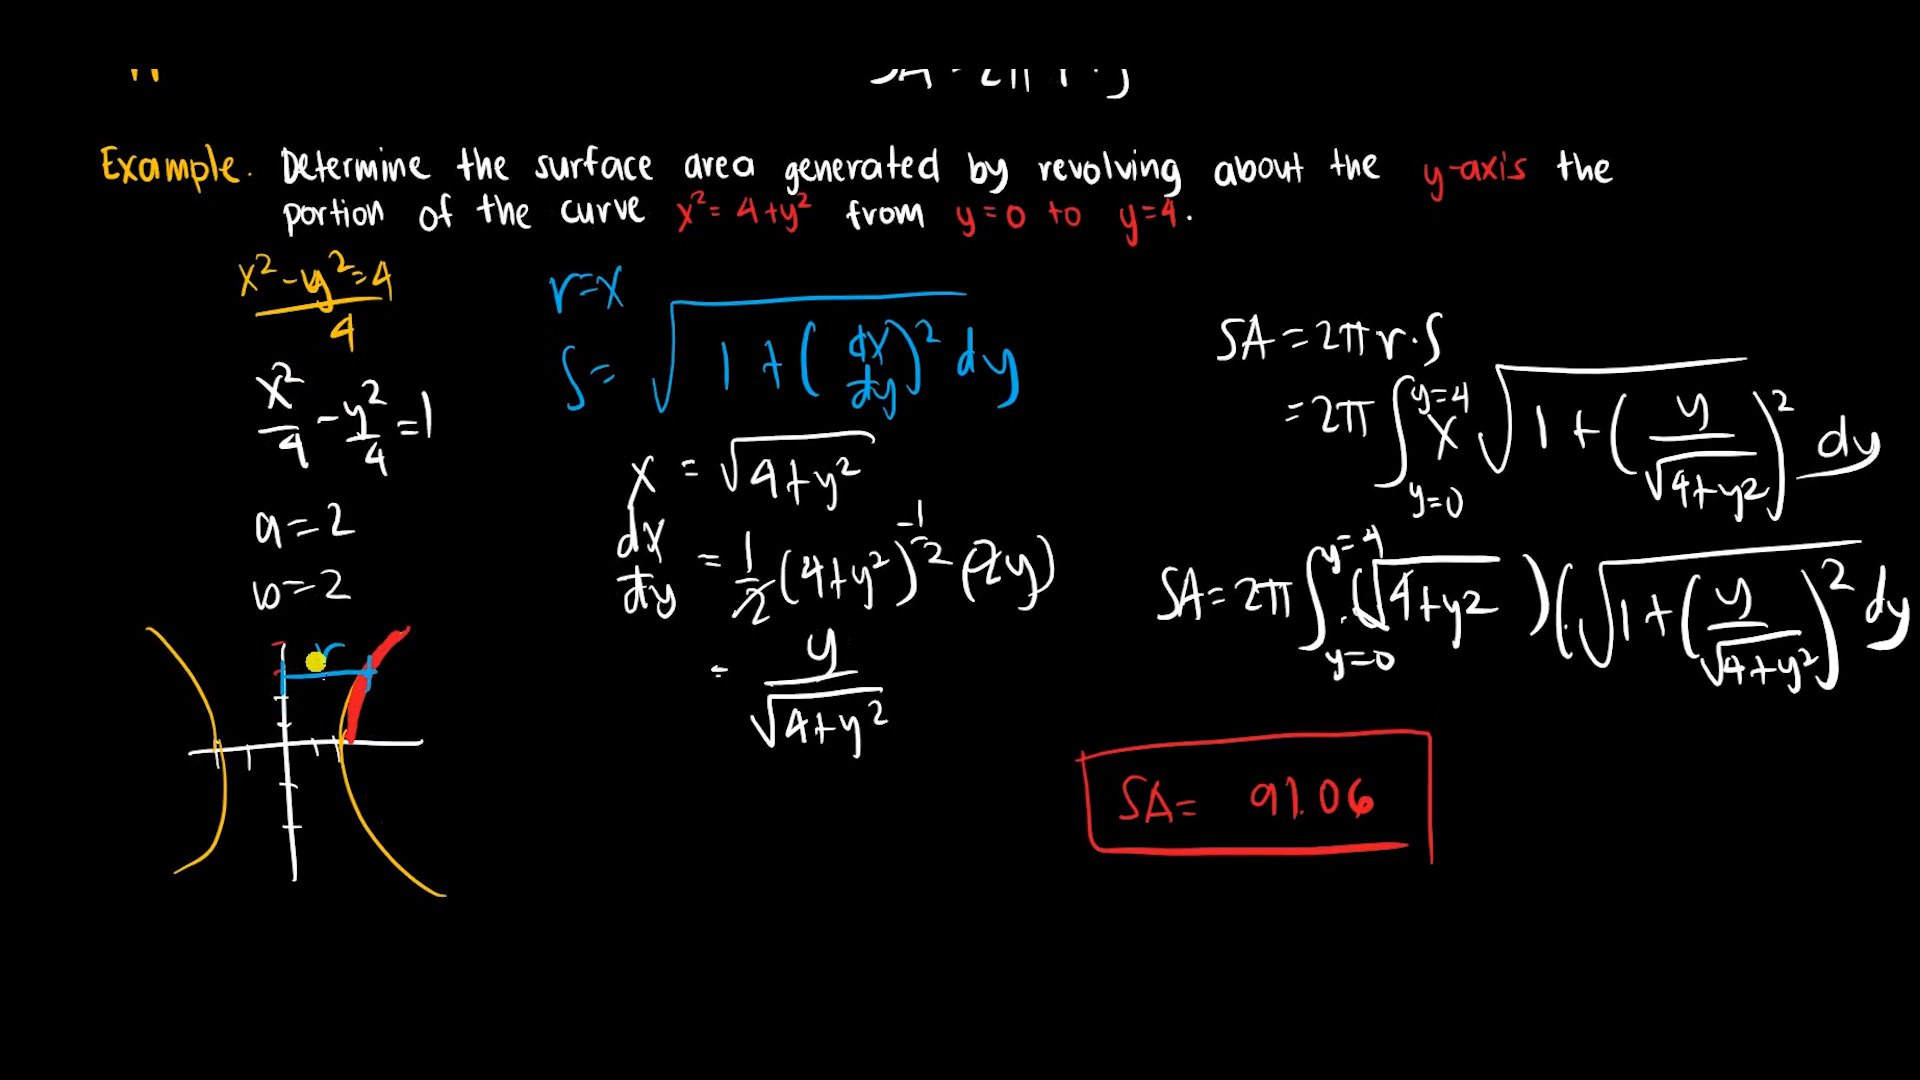 SA = 2π r · ∫
Example. Determine the surface area generated by revolving about the y-axis the
portion of the curve x² = 4+y² from y=0 to y=4.
x² - y² = 4
4
x²/4 - y²/4 = 1
a = 2
b = 2
r
r = x
S = √(1 + (dx/dy)²) dy
x = √(4+y²)
dx/dy = 1/2 (4+y²)^(-1/2) (2y)
= y/√(4+y²)
SA = 2π r · S
= 2π ∫_{y=0}^{y=4} x √(1 + (y/√(4+y²))²) dy
SA = 2π ∫_{y=0}^{y=4} (√(4+y²)) (√(1 + (y/√(4+y²))²) dy
SA = 91.06